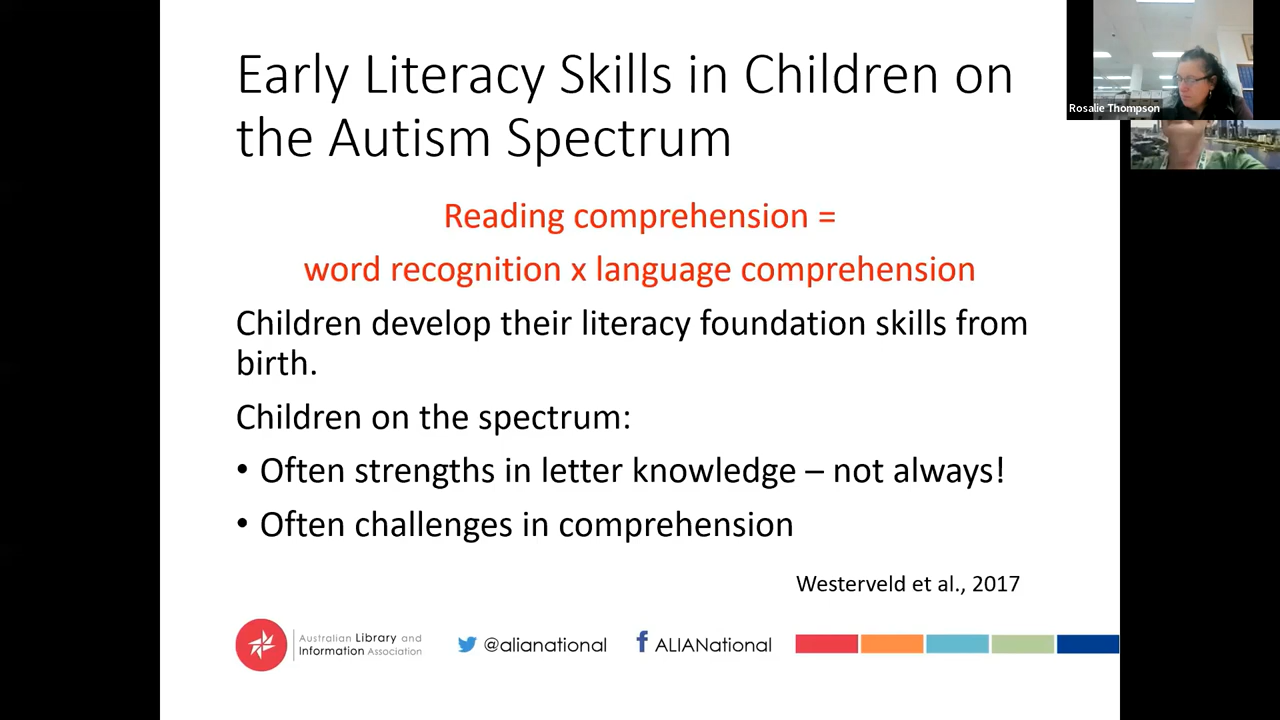 Early Literacy Skills in Children on
the Autism Spectrum
Rosalie Thompson
Reading comprehension =
word recognition x language comprehension
Children develop their literacy foundation skills from
birth.
Children on the spectrum:
• Often strengths in letter knowledge – not always!
• Often challenges in comprehension
Westerveld et al., 2017
Australian Library and
Information Association
@alianational
ALIANational